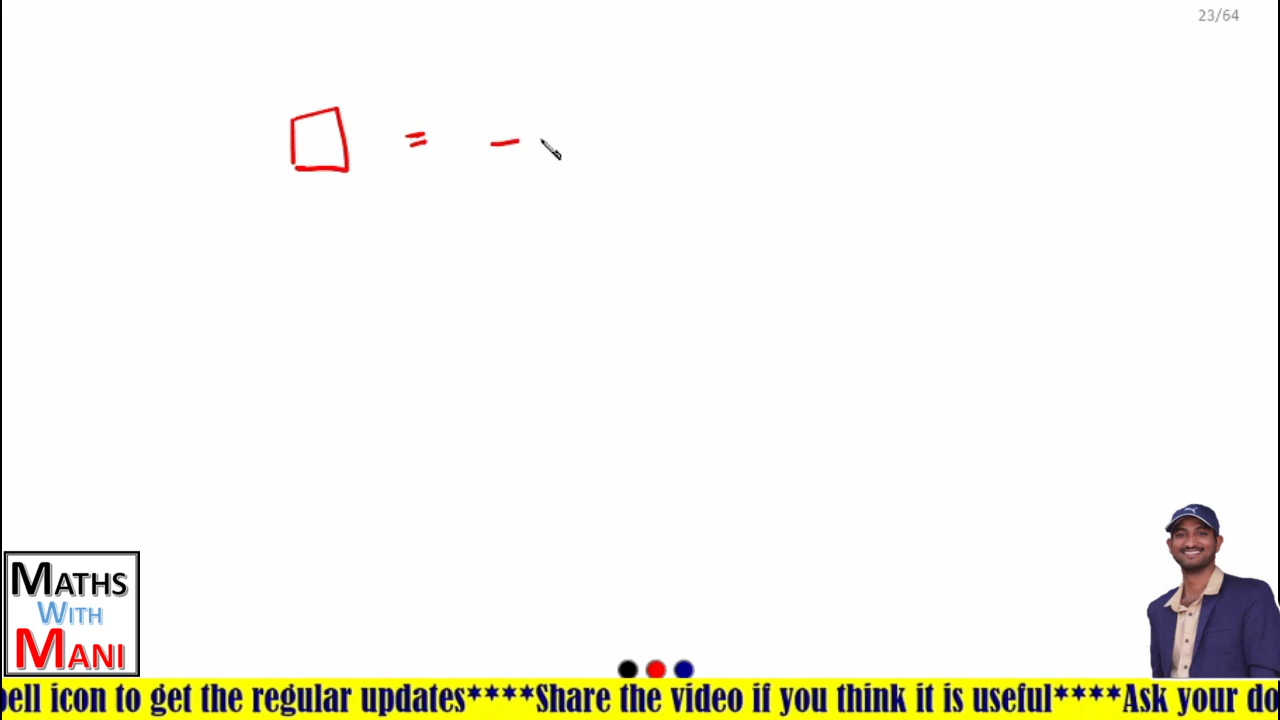 23/64
□ = -
MATHS
WITH
MANI
bell icon to get the regular updates****Share the video if you think it is useful****Ask your do